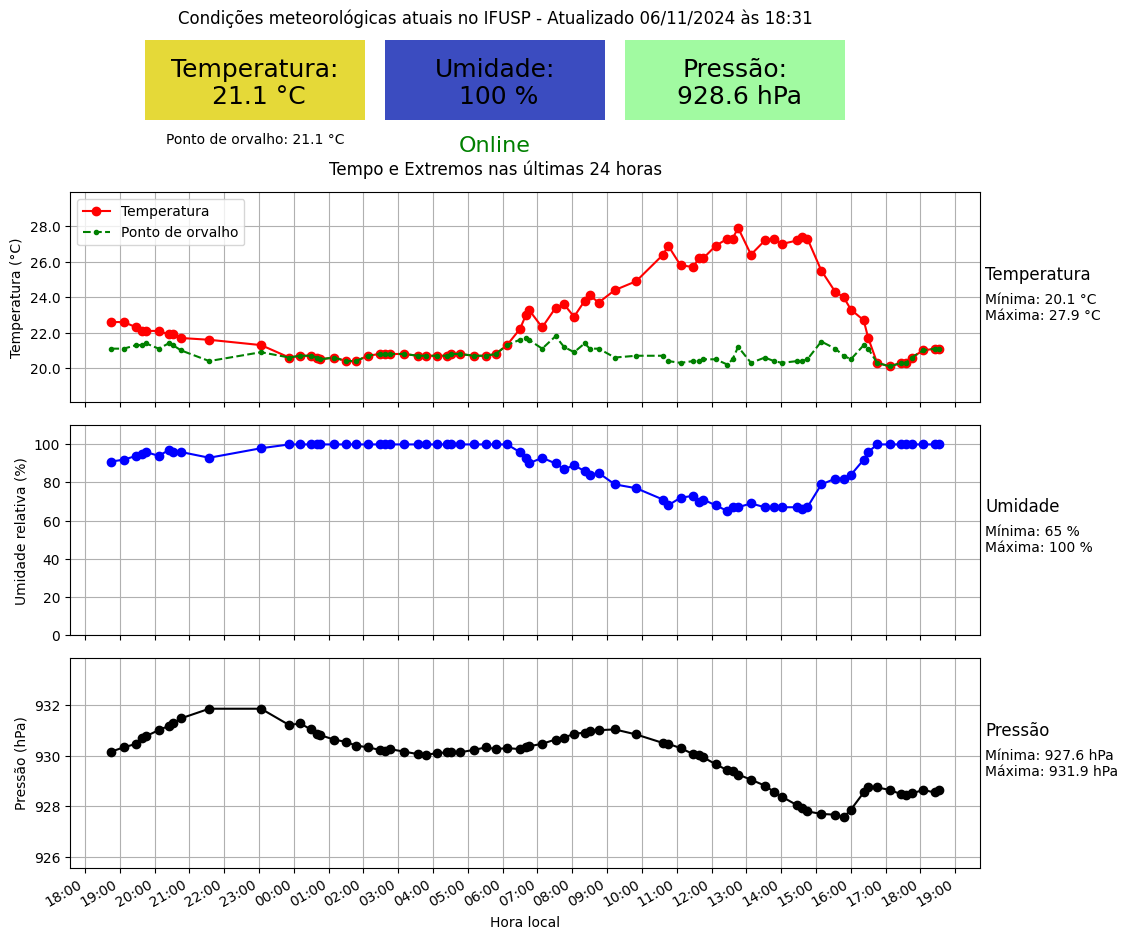 Condições meteorológicas atuais no IFUSP - Atualizado 06/11/2024 às 18:31
Temperatura:
21.1 °C
Umidade:
100 %
Pressão:
928.6 hPa
Ponto de orvalho: 21.1 °C
Online
Tempo e Extremos nas últimas 24 horas
Temperatura (°C)
28.0
26.0
24.0
22.0
20.0
Temperatura
Ponto de orvalho
Temperatura
Mínima: 20.1 °C
Máxima: 27.9 °C
Umidade relativa (%)
100
80
60
40
20
0
Umidade
Mínima: 65 %
Máxima: 100 %
Pressão (hPa)
932
930
928
926
Pressão
Mínima: 927.6 hPa
Máxima: 931.9 hPa
18:00 19:00 20:00 21:00 22:00 23:00 00:00 01:00 02:00 03:00 04:00 05:00 06:00 07:00 08:00 09:00 10:00 11:00 12:00 13:00 14:00 15:00 16:00 17:00 18:00 19:00
Hora local